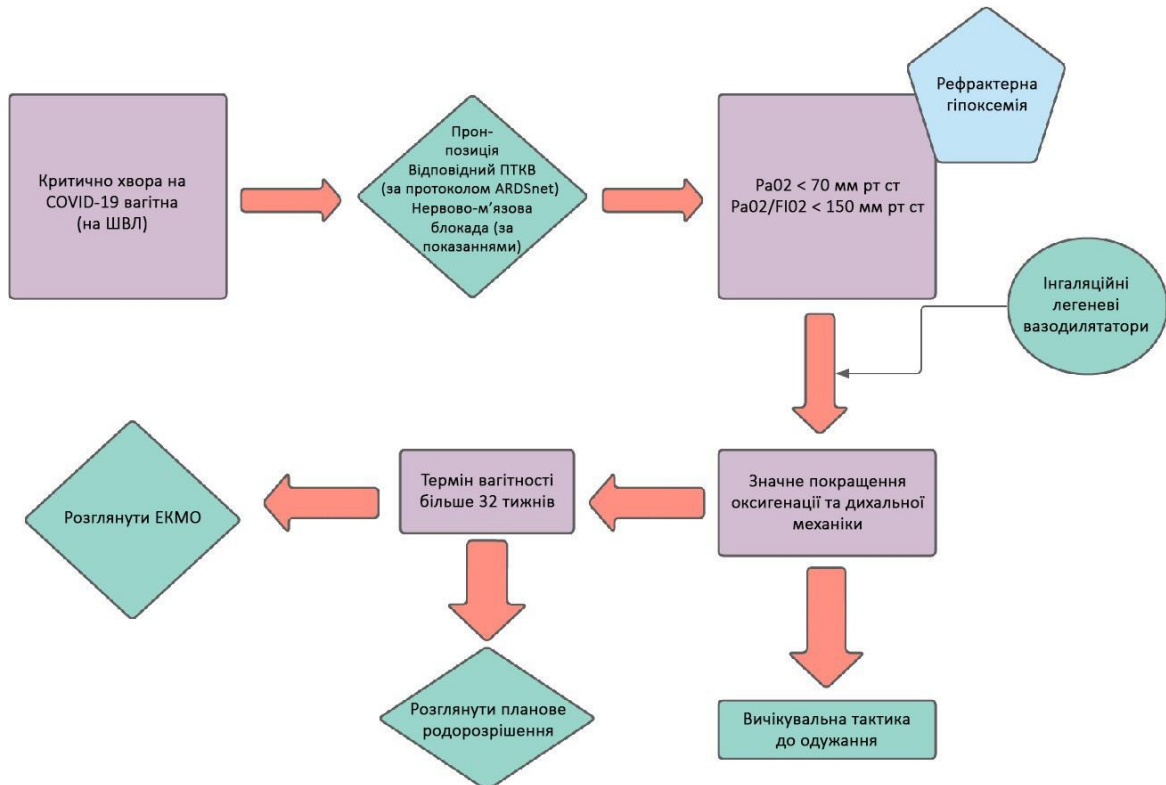 Рефрактерна
гіпоксемія
Критично хвора на
COVID-19 вагітна
(на ШВЛ)
Прон-
позиція
Відповідний ПТКВ
(за протоколом ARDSnet)
Нервово-м’язова
блокада (за
показаннями)
Pa02 < 70 мм рт ст
Pa02/FI02 < 150 мм рт ст
Інгаляційні
легеневі
вазодилятатори
Розглянути ЕКМО
Термін вагітності
більше 32 тижнів
Значне покращення
оксигенації та дихальної
механіки
Розглянути планове
родорозрішення
Вичікувальна тактика
до одужання